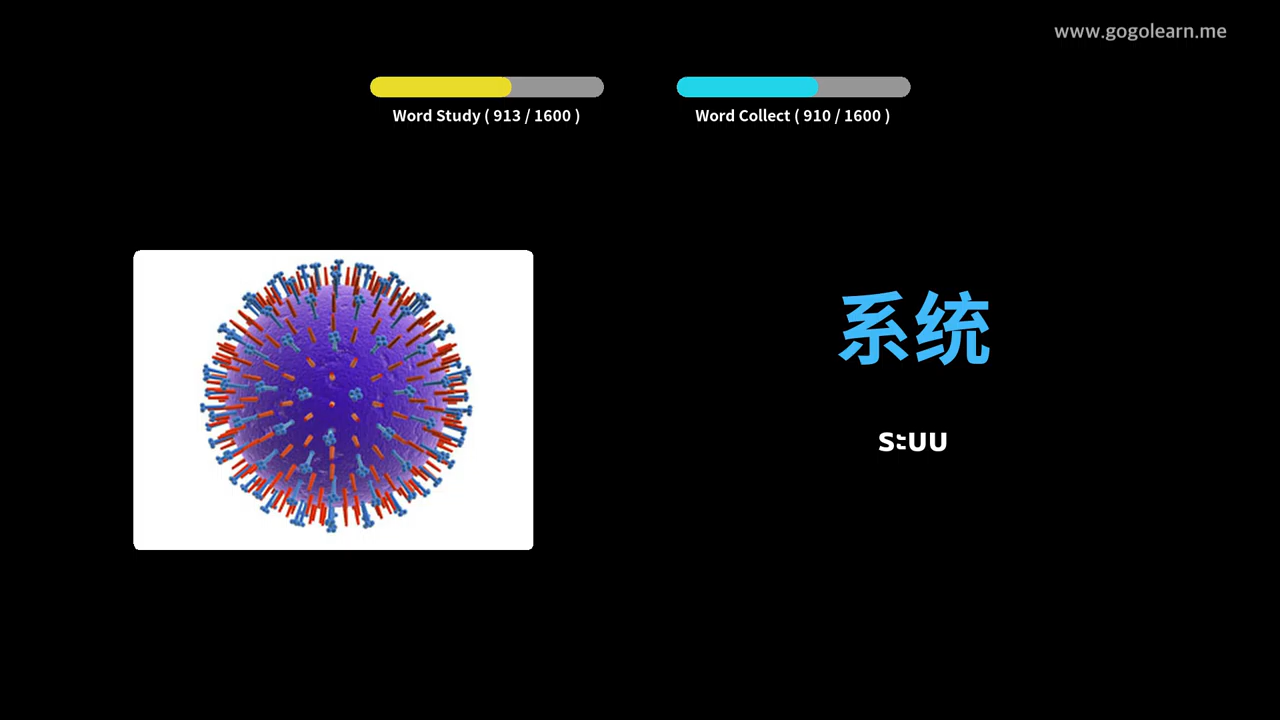 www.gogolearn.me
Word Study ( 913 / 1600 )
Word Collect ( 910 / 1600 )
系统
ระบบ